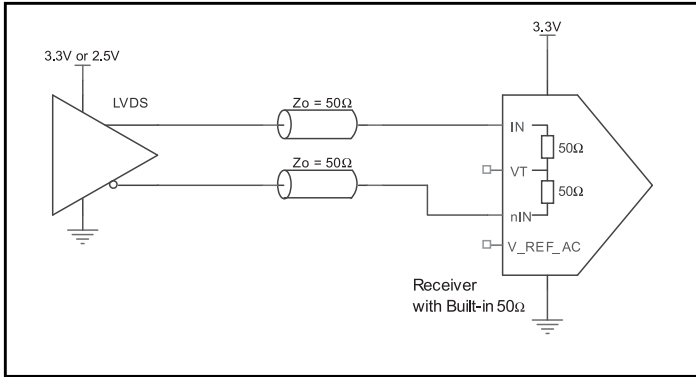 3.3V
3.3V or 2.5V
LVDS
Zo = 50Ω
IN
50Ω
Zo = 50Ω
VT
50Ω
nIN
V_REF_AC
Receiver
with Built-in 50Ω